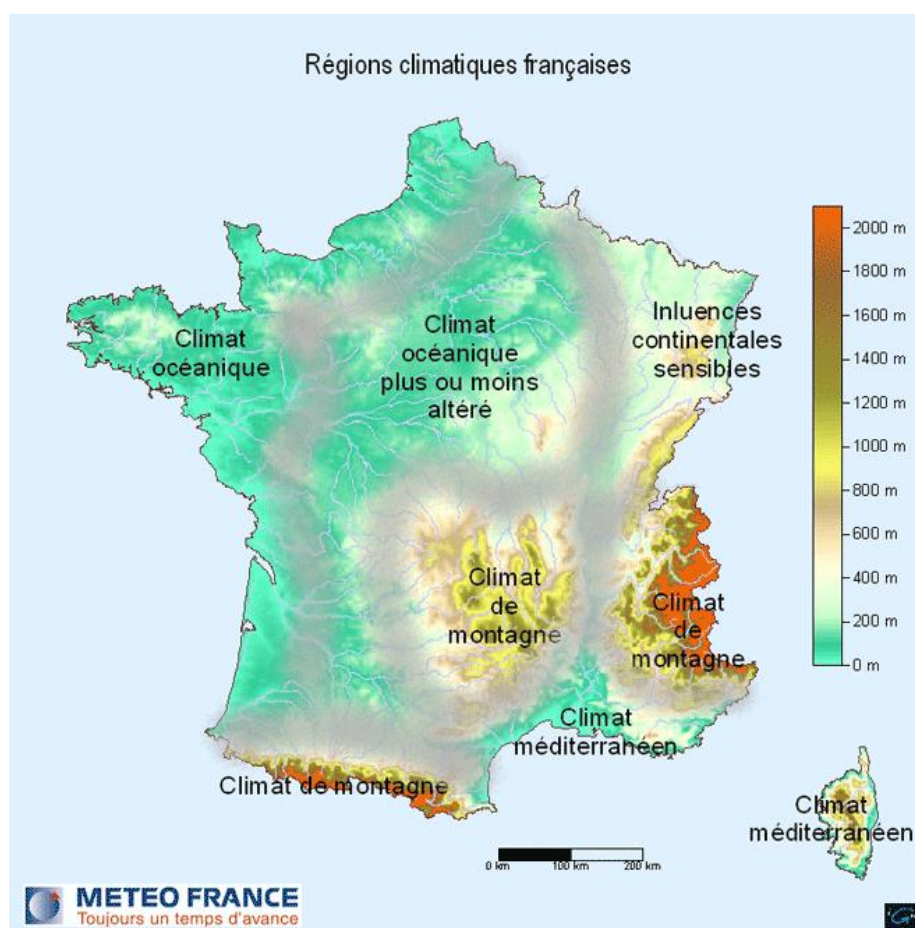 Régions climatiques françaises
2000 m
1800 m
1600 m
1400 m
1200 m
1000 m
800 m
600 m
400 m
200 m
0 m
Climat
océanique
Climat
océanique
plus ou moins
altéré
Inluences
continentales
sensibles
Climat
de
montagne
Climat
de
montagne
Climat
méditerranéen
Climat de montagne
Climat
méditerranéen
0 km 100 km 200 km
METEO FRANCE
Toujours un temps d'avance